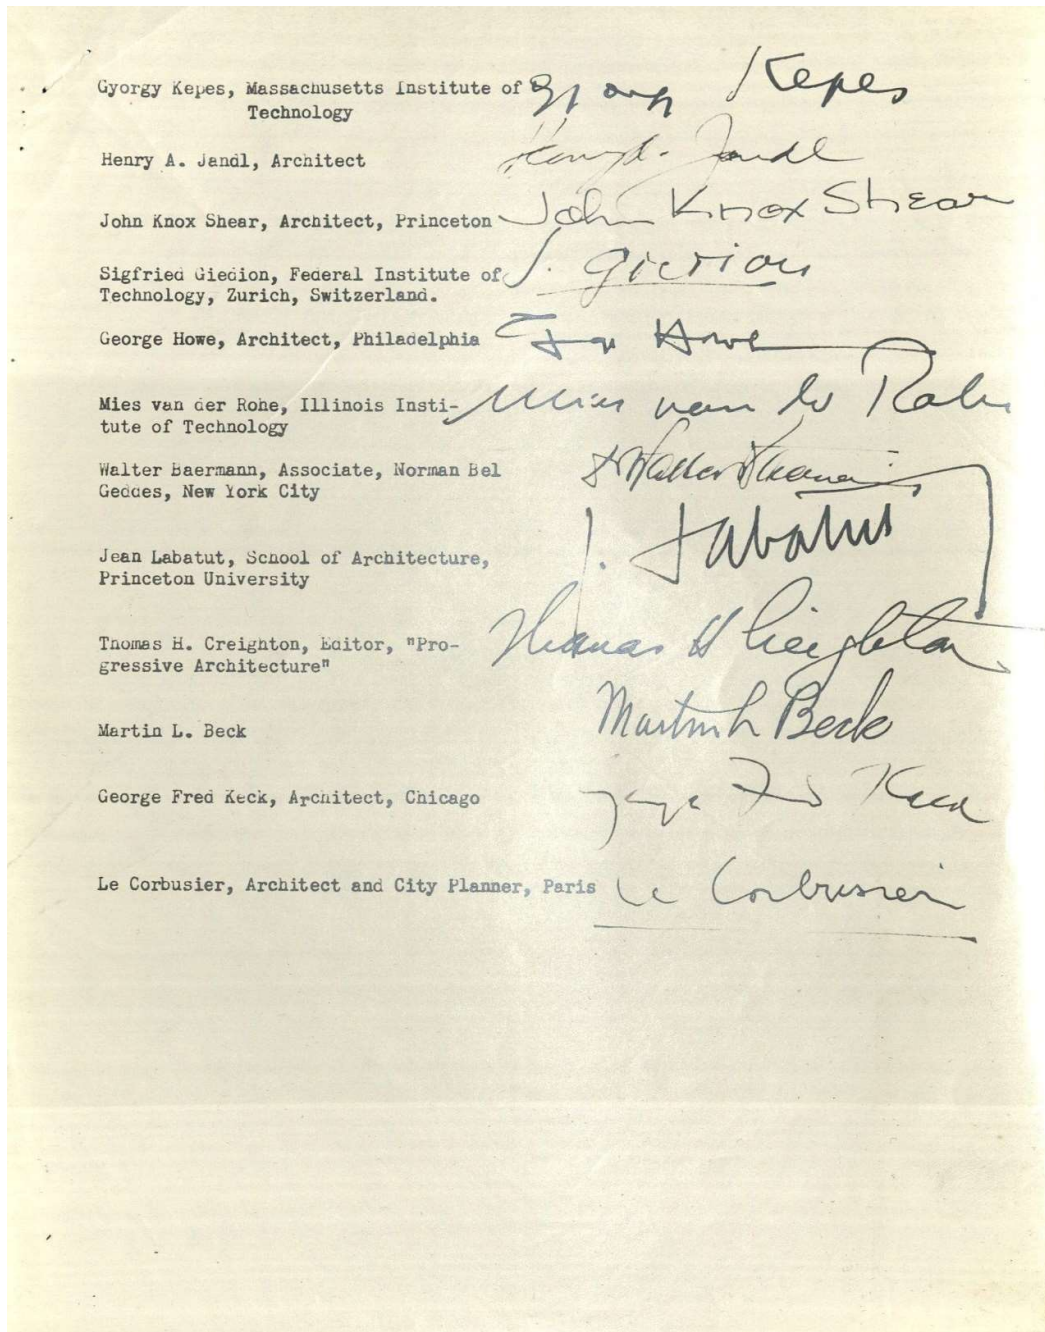 Gyorgy Kepes, Massachusetts Institute of Technology Gyorgy Kepes
Henry A. Jandl, Architect Henry A. Jandl
John Knox Shear, Architect, Princeton John Knox Shear
Sigfried Giedion, Federal Institute of S. Giedion
Technology, Zurich, Switzerland.
George Howe, Architect, Philadelphia George Howe
Mies van der Rohe, Illinois Insti- Mies van der Rohe
tute of Technology
Walter Baermann, Associate, Norman Bel Walter Baermann
Geddes, New York City
Jean Labatut, School of Architecture, J. Labatut
Princeton University
Thomas H. Creighton, Editor, "Pro- Thomas H Creighton
gressive Architecture"
Martin L. Beck Martin L Beck
George Fred Keck, Architect, Chicago George Fred Keck
Le Corbusier, Architect and City Planner, Paris Le Corbusier